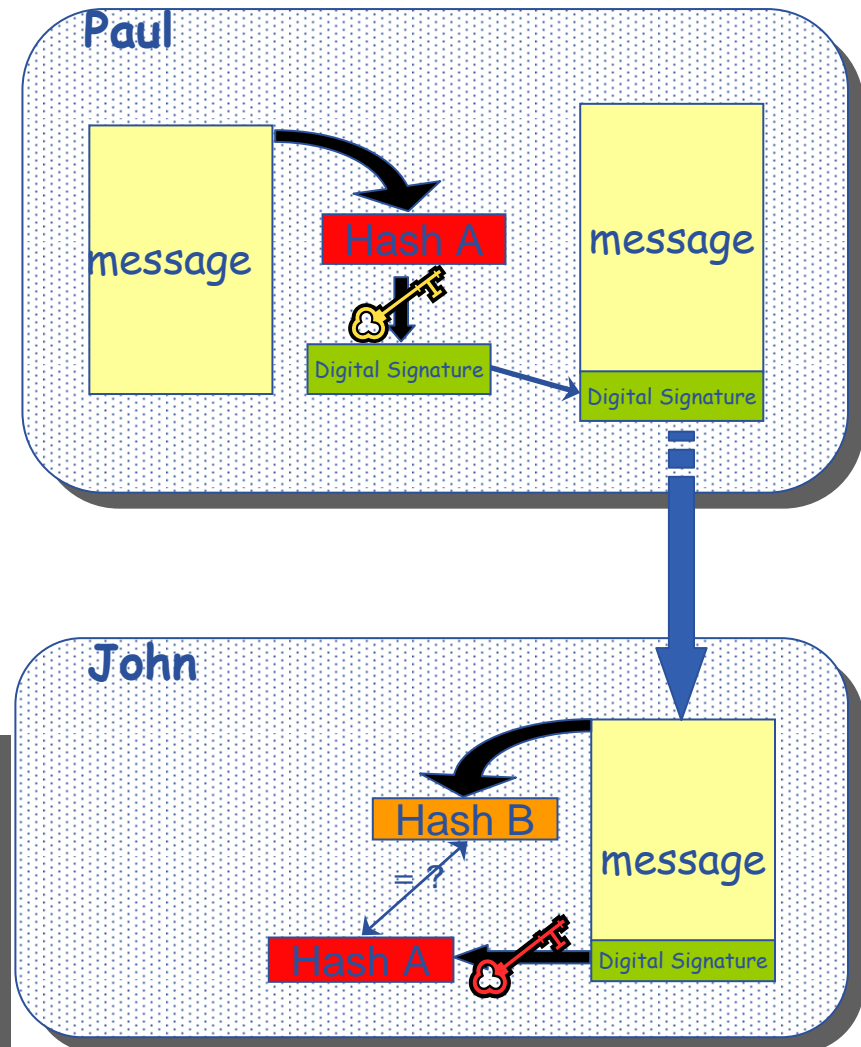 Paul
message
Hash A
message
Digital Signature
Digital Signature
John
Hash B
message
= ?
Hash A
Digital Signature